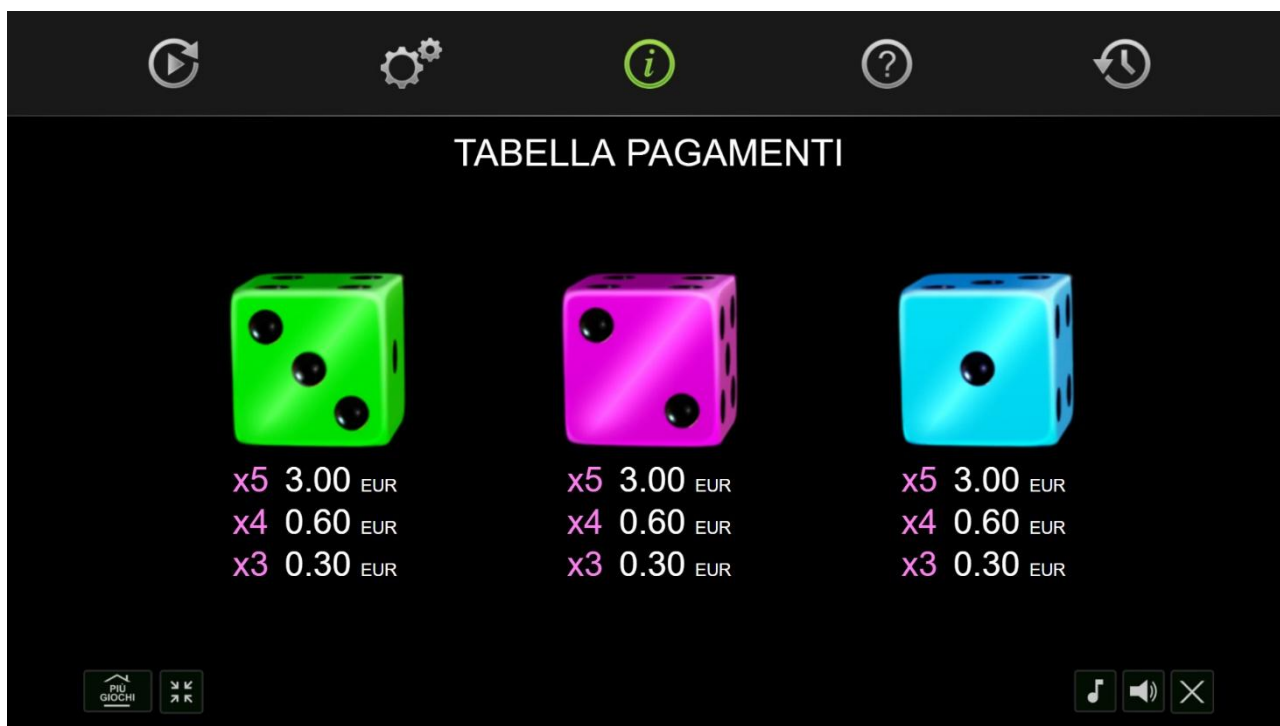 TABELLA PAGAMENTI
x5 3.00 EUR
x4 0.60 EUR
x3 0.30 EUR
x5 3.00 EUR
x4 0.60 EUR
x3 0.30 EUR
x5 3.00 EUR
x4 0.60 EUR
x3 0.30 EUR
PIÙ
GIOCHI